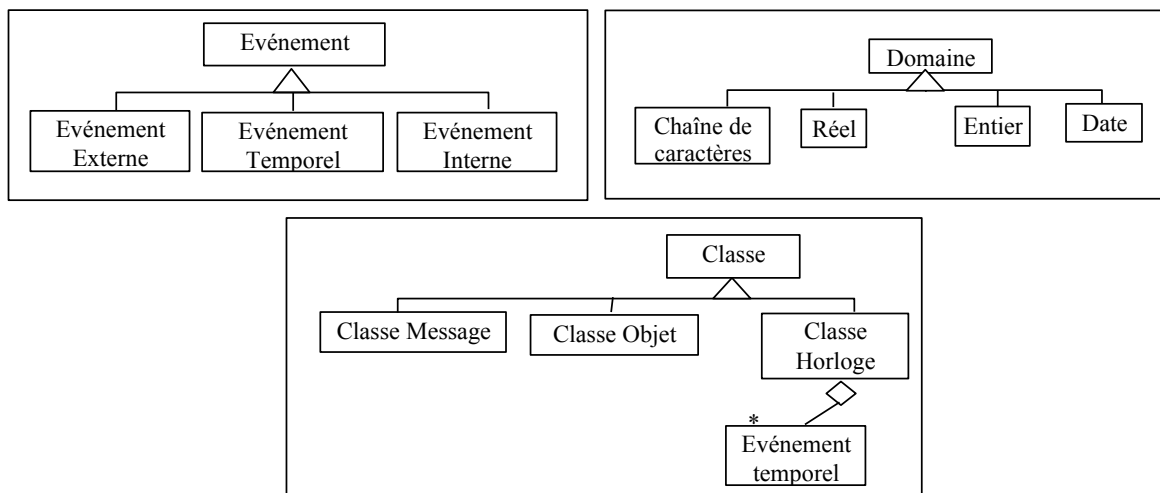 Evénement
Evénement
Externe
Evénement
Temporel
Evénement
Interne
Domaine
Chaîne de
caractères
Réel
Entier
Date
Classe
Classe Message
Classe Objet
Classe
Horloge
*
Evénement
temporel